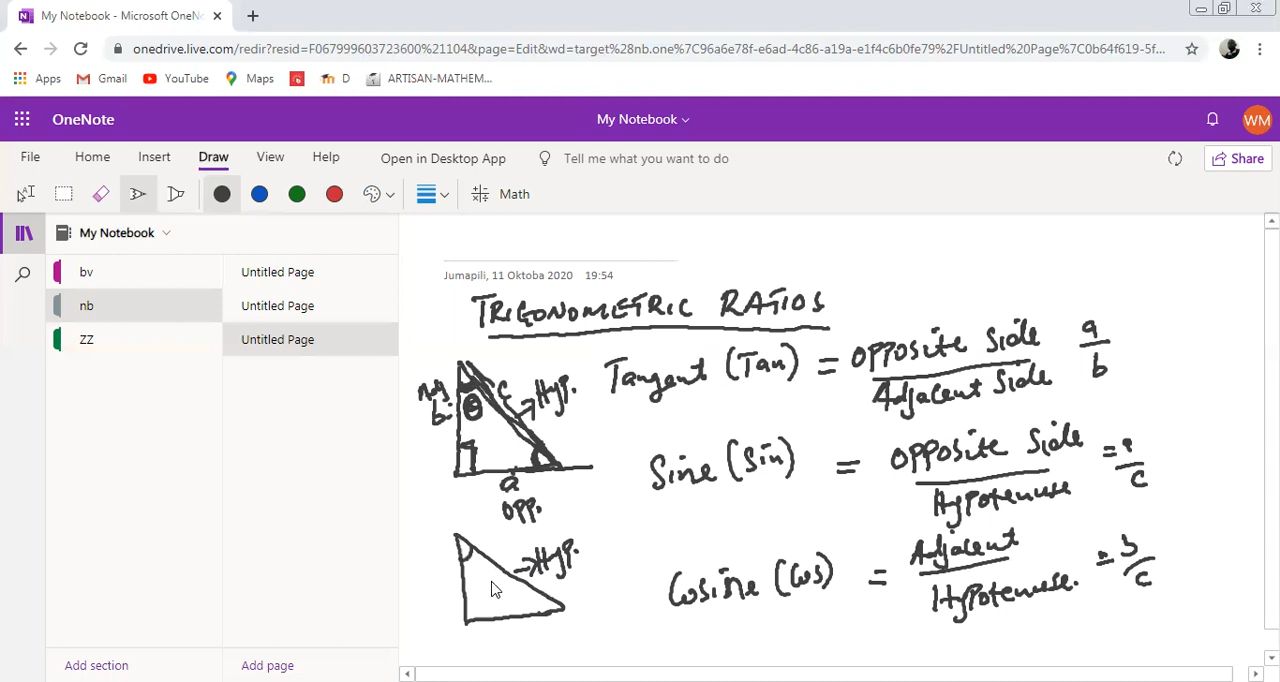 My Notebook - Microsoft OneNo
onedrive.live.com/redir?resid=F067999603723600%21104&page=Edit&wd=target%28nb.one%7C96a6e78f-e6ad-4c86-a19a-e1f4c6b0fe79%2FUntitled%20Page%7C0b64f619-5f...
Apps Gmail YouTube Maps D ARTISAN-MATHEM...
OneNote My Notebook WM
File Home Insert Draw View Help Open in Desktop App Tell me what you want to do Share
Math
My Notebook
bv Untitled Page
nb Untitled Page
ZZ Untitled Page
Add section Add page
Jumapili, 11 Oktoba 2020 19:54
TRIGONOMETRIC RATIOS
Adj
b
θ
c
Hyp.
a
opp.
Tangent (Tan) = Opposite Side a
Adjacent Side b
Sine (Sin) = Opposite Side = a
Hypotenuse c
Hyp.
Cosine (Cos) = Adjacent = b
Hypotenuse. c